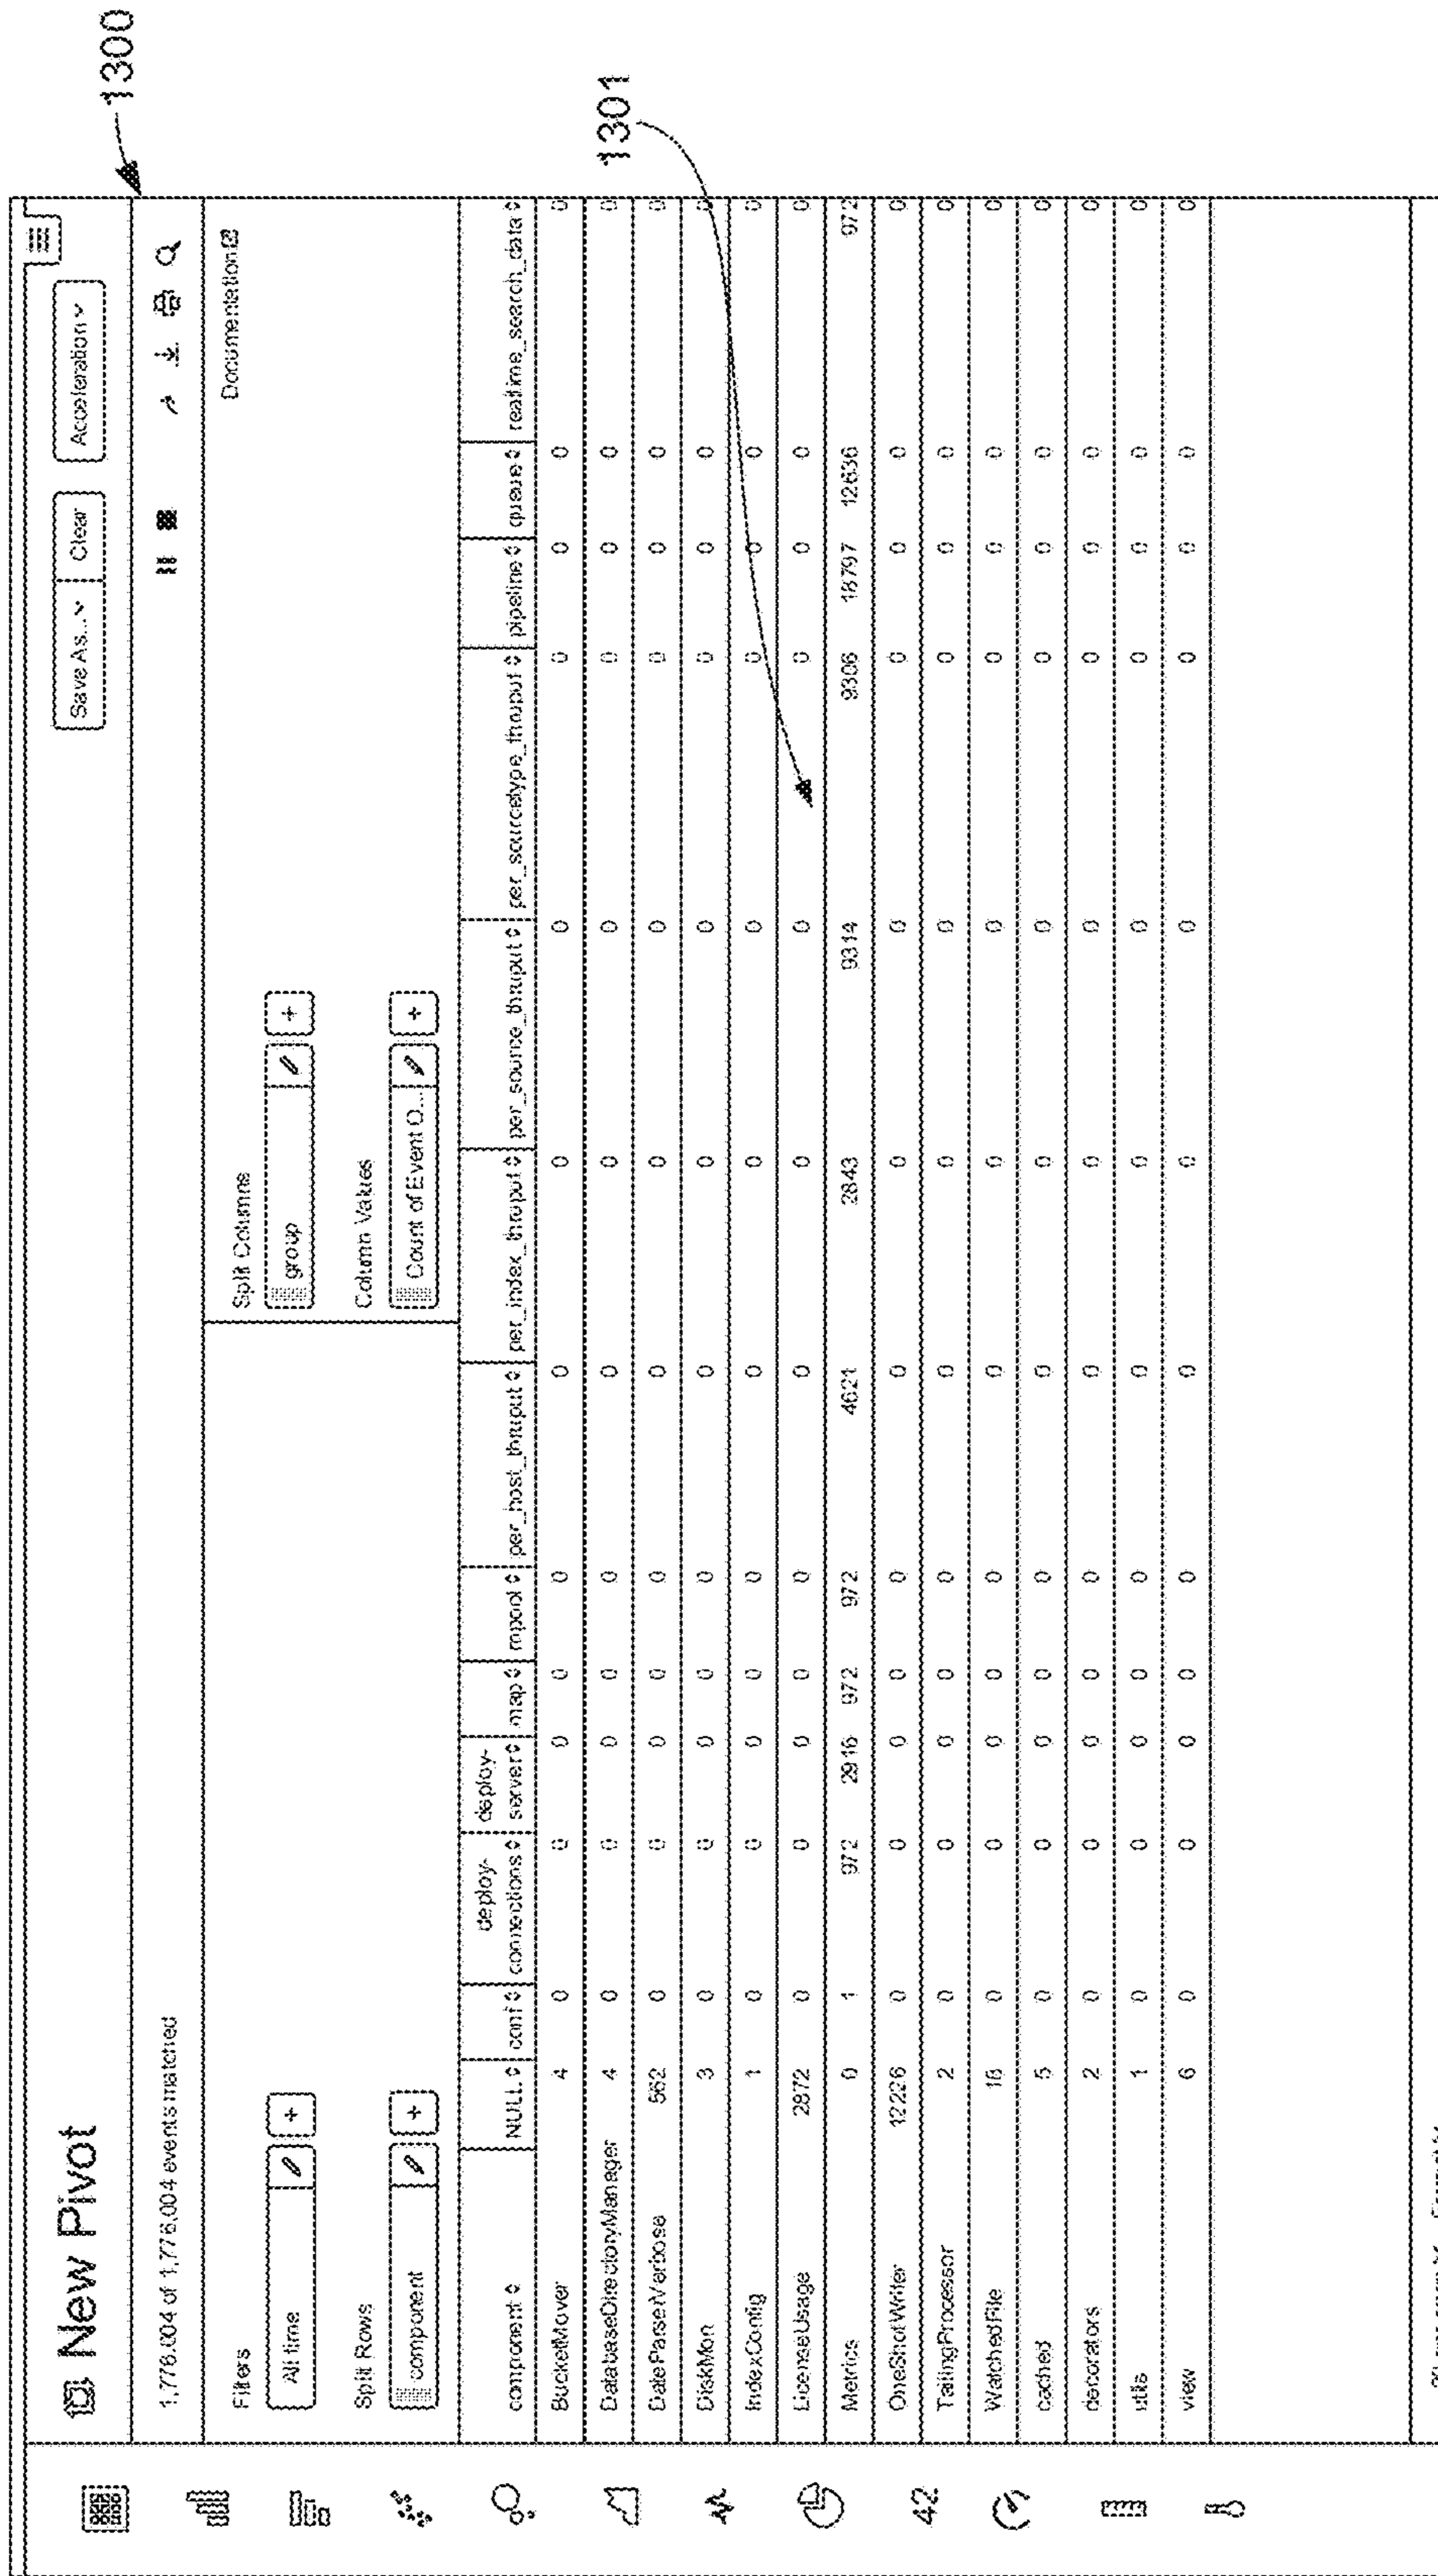 New Pivot
Save As... Clear Acceleration
1300
1,776,004 of 1,776,004 events matched
Filters Split Columns Documentation
All time + group +
Split Rows Column Values
component + Count of Event O... +
component NULL conf deploy-connections deploy-server map mpool per_host_thruput per_index_thruput per_source_thruput per_sourcetype_thruput pipeline queue realtime_search_data
BucketMover 4 0 0 0 0 0 0 0 0 0 0 0 0
1301
DatabaseDirectoryManager 4 0 0 0 0 0 0 0 0 0 0 0 0
DateParserVerbose 562 0 0 0 0 0 0 0 0 0 0 0 0
DiskMon 3 0 0 0 0 0 0 0 0 0 0 0 0
IndexConfig 1 0 0 0 0 0 0 0 0 0 0 0 0
LicenseUsage 2872 0 0 0 0 0 0 0 0 0 0 0 0
Metrics 0 1 972 2916 972 972 4621 2843 9314 9306 18797 12636 972
OneShotWriter 12226 0 0 0 0 0 0 0 0 0 0 0 0
42
TailingProcessor 2 0 0 0 0 0 0 0 0 0 0 0 0
WatchedFile 18 0 0 0 0 0 0 0 0 0 0 0 0
cached 5 0 0 0 0 0 0 0 0 0 0 0 0
decorators 2 0 0 0 0 0 0 0 0 0 0 0 0
utils 1 0 0 0 0 0 0 0 0 0 0 0 0
view 6 0 0 0 0 0 0 0 0 0 0 0 0